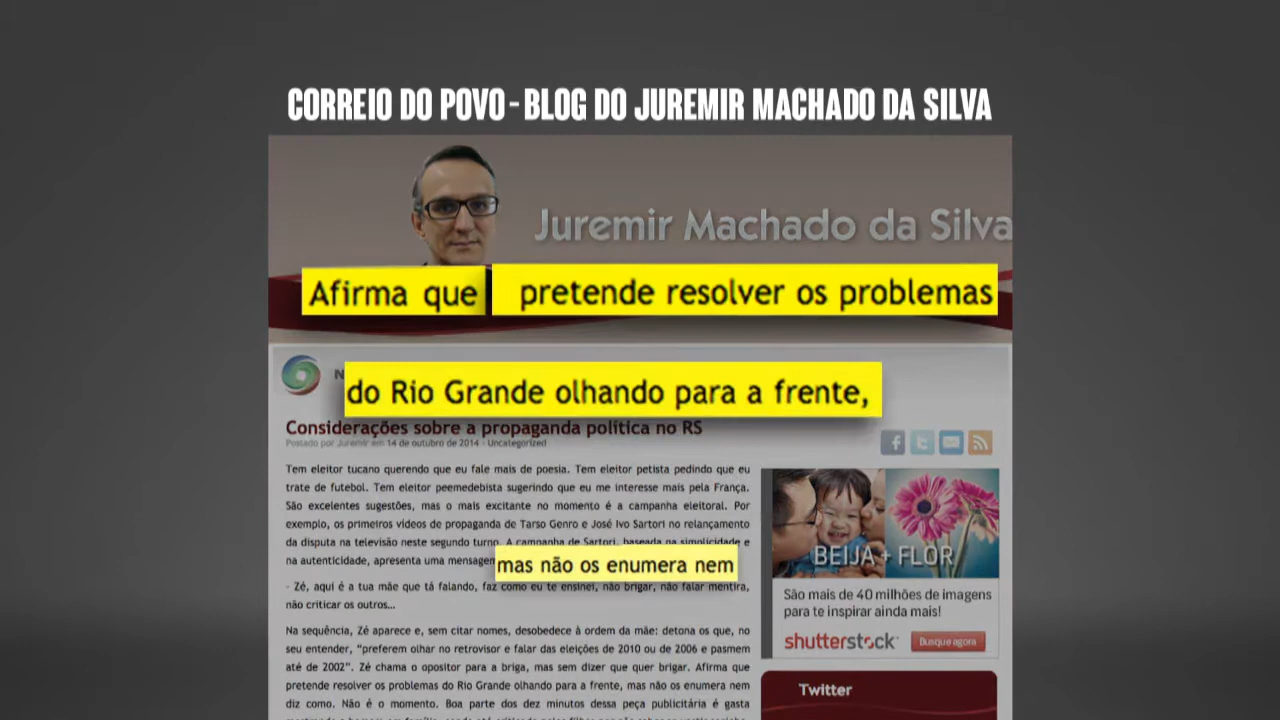 CORREIO DO POVO - BLOG DO JUREMIR MACHADO DA SILVA
Juremir Machado da Silva
Afirma que pretende resolver os problemas
do Rio Grande olhando para a frente,
Considerações sobre a propaganda política no RS
Postado por Juremir em 14 de outubro de 2014 - Uncategorized
Tem eleitor tucano querendo que eu fale mais de poesia. Tem eleitor petista pedindo que eu
trate de futebol. Tem eleitor peemedebista sugerindo que eu me interesse mais pela França.
São excelentes sugestões, mas o mais excitante no momento é a campanha eleitoral. Por
exemplo, os primeiros vídeos de propaganda de Tarso Genro e José Ivo Sartori no relançamento
da disputa na televisão neste segundo turno. A campanha de Sartori, baseada na simplicidade e
na autenticidade, apresenta uma mensagem
mas não os enumera nem
- Zé, aqui é a tua mãe que tá falando, faz como eu te ensinei, não brigar, não falar mentira,
não criticar os outros...
Na sequência, Zé aparece e, sem citar nomes, desobedece à ordem da mãe: detona os que, no
seu entender, “preferem olhar no retrovisor e falar das eleições de 2010 ou de 2006 e pasmem
até de 2002”. Zé chama o opositor para a briga, mas sem dizer que quer brigar. Afirma que
pretende resolver os problemas do Rio Grande olhando para a frente, mas não os enumera nem
diz como. Não é o momento. Boa parte dos dez minutos dessa peça publicitária é gasta
BEIJA + FLOR
São mais de 40 milhões de imagens
para te inspirar ainda mais!
shutterstock
Busque agora
Twitter